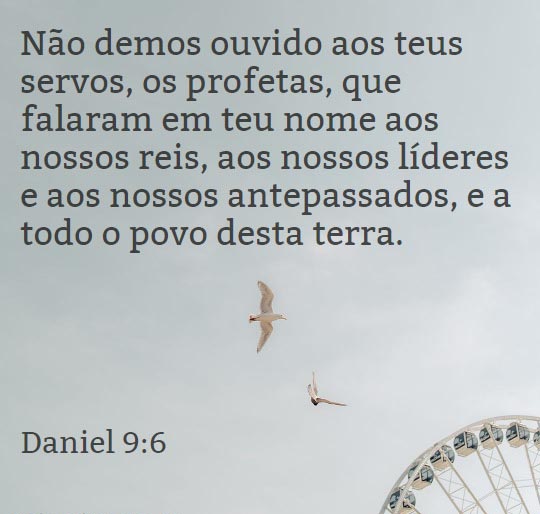 Não demos ouvido aos teus
servos, os profetas, que
falaram em teu nome aos
nossos reis, aos nossos líderes
e aos nossos antepassados, e a
todo o povo desta terra.
Daniel 9:6